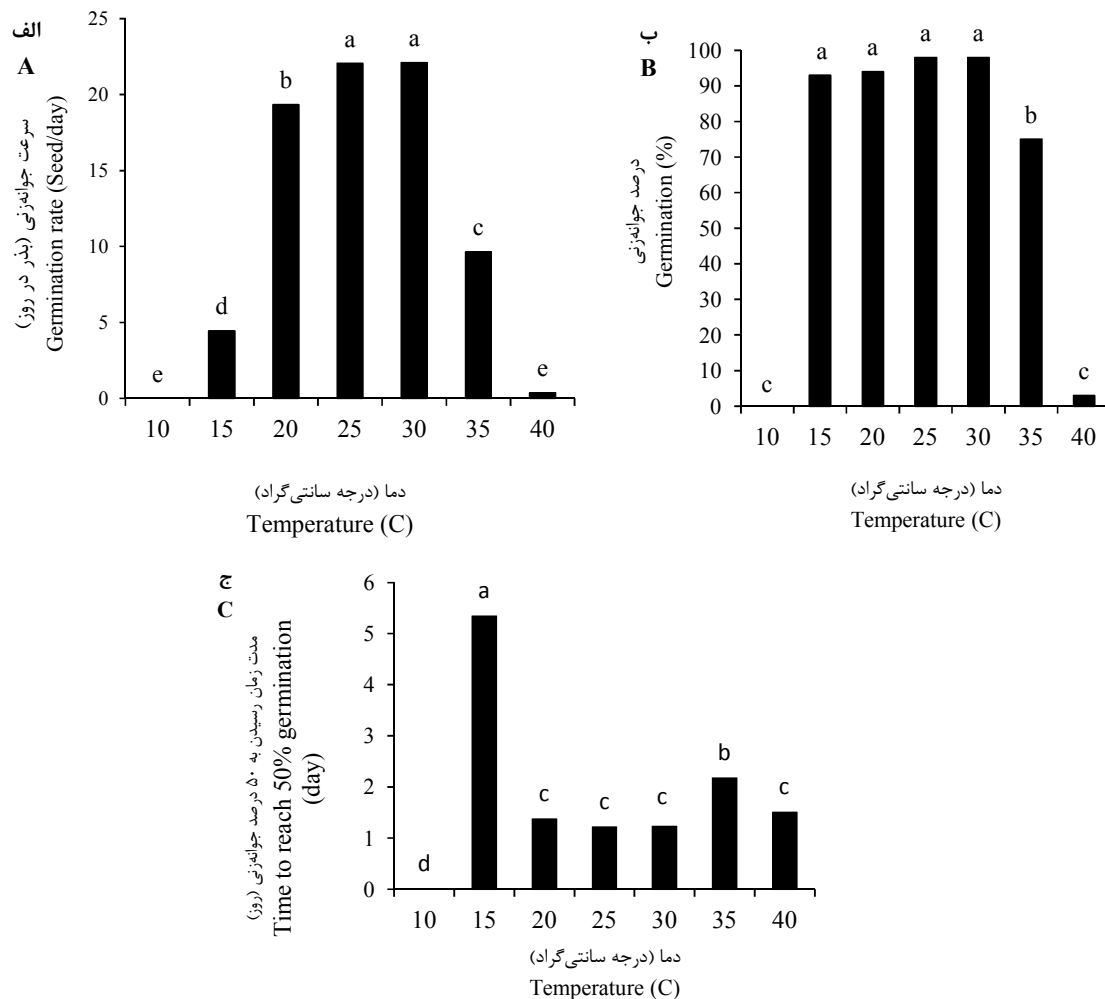 الف
A
سرعت جوانه‌زنی (بذر در روز)
Germination rate (Seed/day)
25
20
15
10
5
0
e
d
b
a
a
c
e
10 15 20 25 30 35 40
دما (درجه سانتی‌گراد)
Temperature (C)
ب
B
درصد جوانه‌زنی
Germination (%)
100
90
80
70
60
50
40
30
20
10
0
c
a
a
a
a
b
c
10 15 20 25 30 35 40
دما (درجه سانتی‌گراد)
Temperature (C)
ج
C
مدت زمان رسیدن به ۵۰ درصد جوانه‌زنی (روز)
Time to reach 50% germination
(day)
6
5
4
3
2
1
0
d
a
c
c
c
b
c
10 15 20 25 30 35 40
دما (درجه سانتی‌گراد)
Temperature (C)